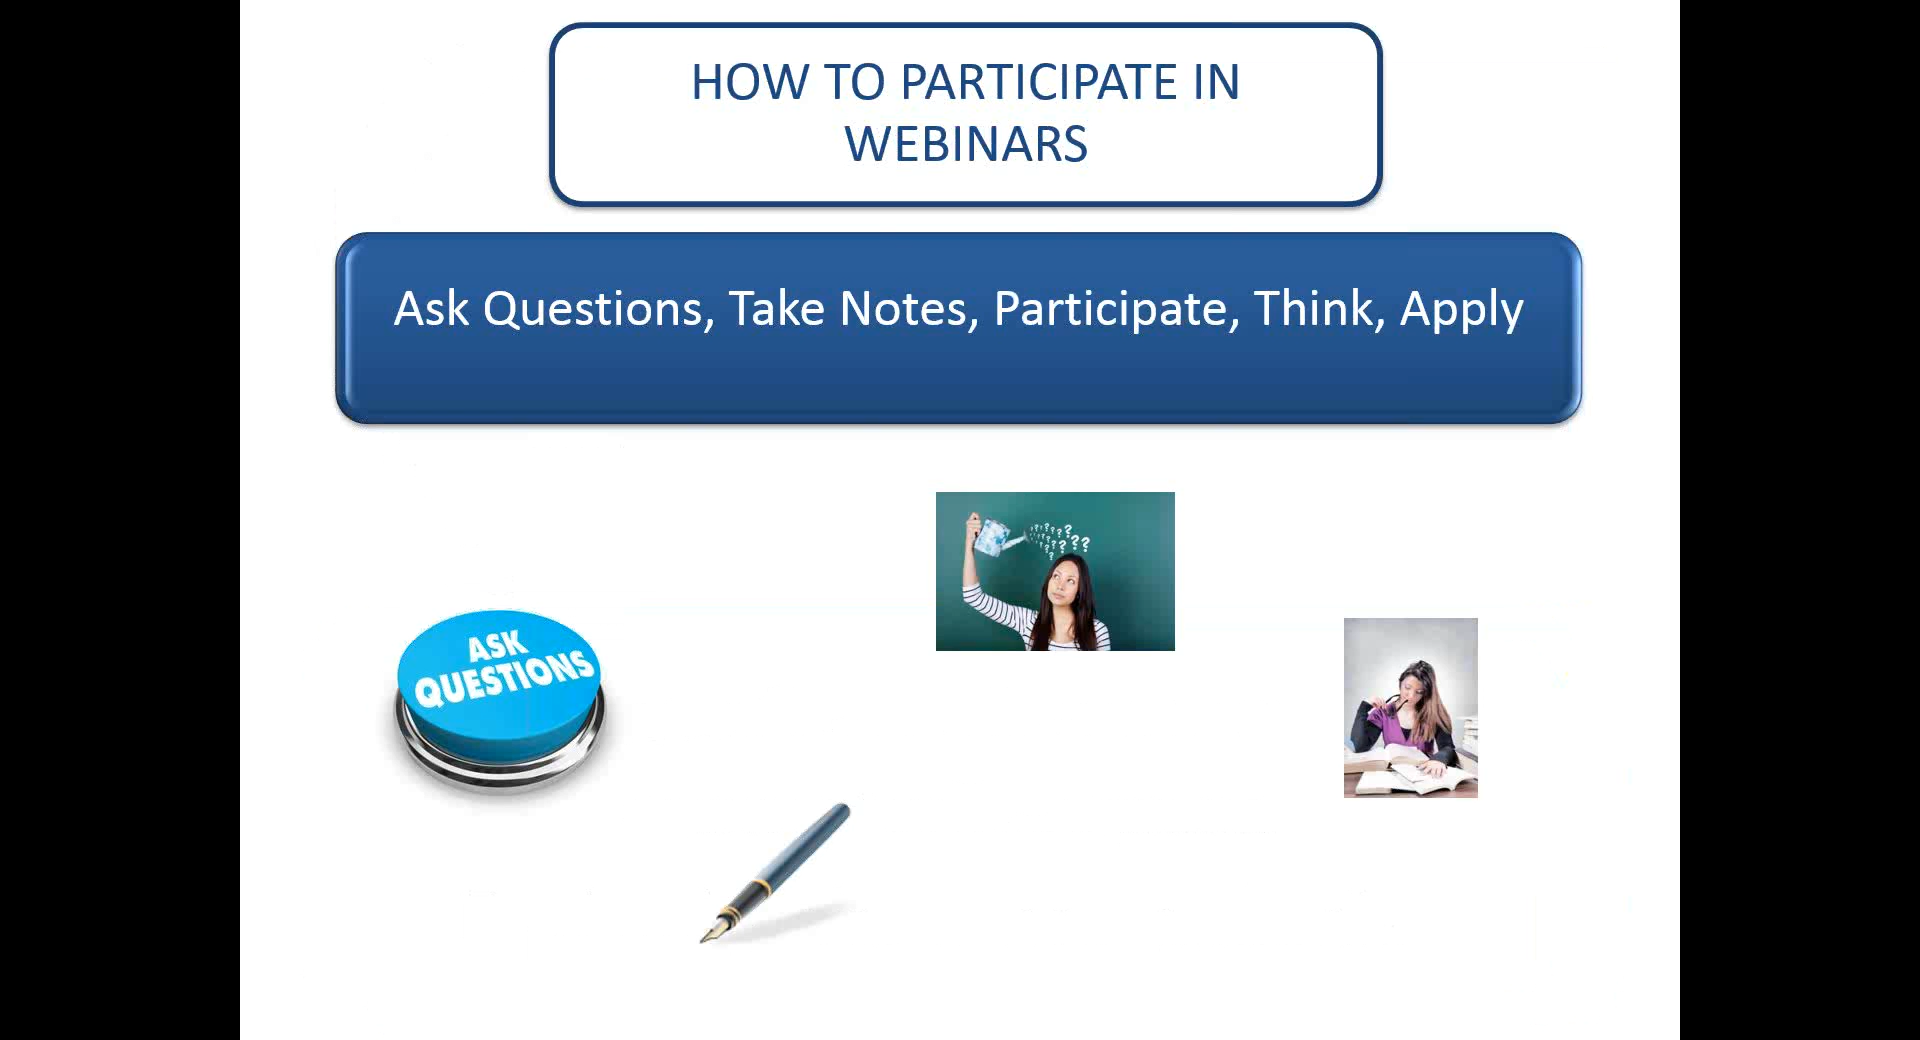 HOW TO PARTICIPATE IN
WEBINARS
Ask Questions, Take Notes, Participate, Think, Apply
ASK
QUESTIONS